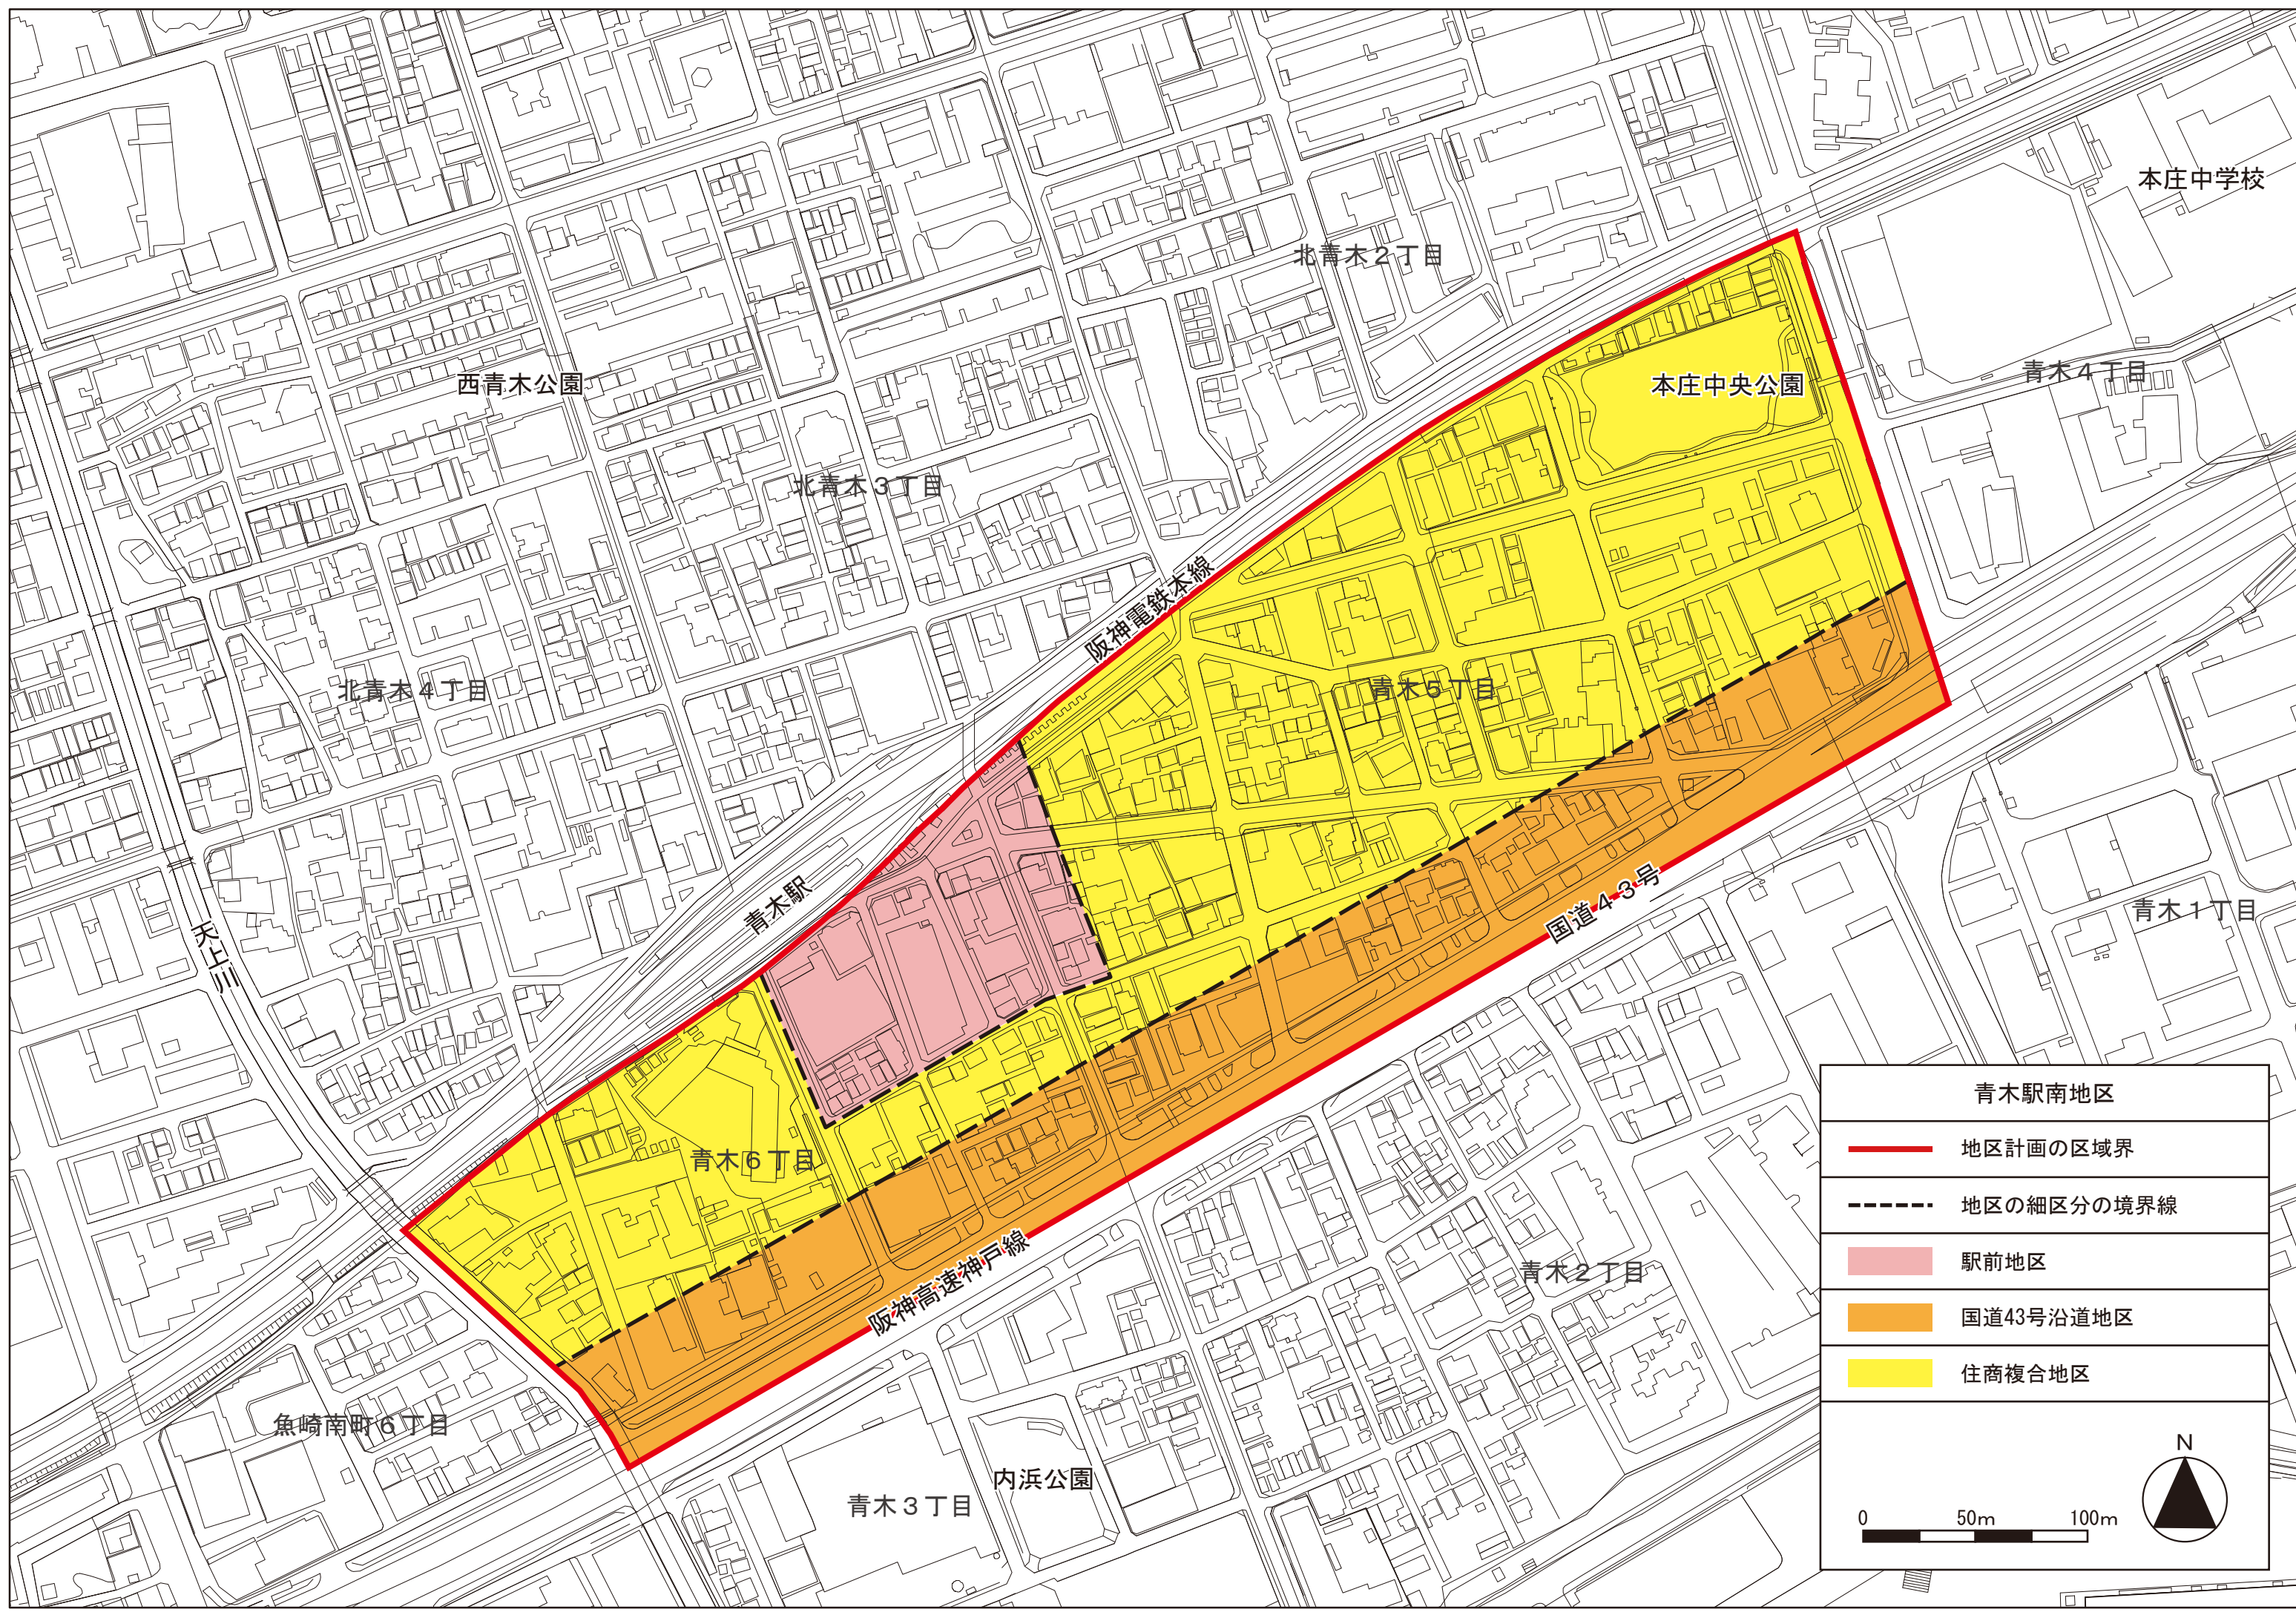 本庄中学校
北青木２丁目
青木４丁目
西青木公園
本庄中央公園
北青木３丁目
阪神電鉄本線
北青木４丁目
青木５丁目
青木駅
国道４３号
青木１丁目
天上川
青木６丁目
阪神高速神戸線
青木２丁目
魚崎南町６丁目
内浜公園
青木３丁目
青木駅南地区
地区計画の区域界
地区の細区分の境界線
駅前地区
国道43号沿道地区
住商複合地区
N
0 50m 100m